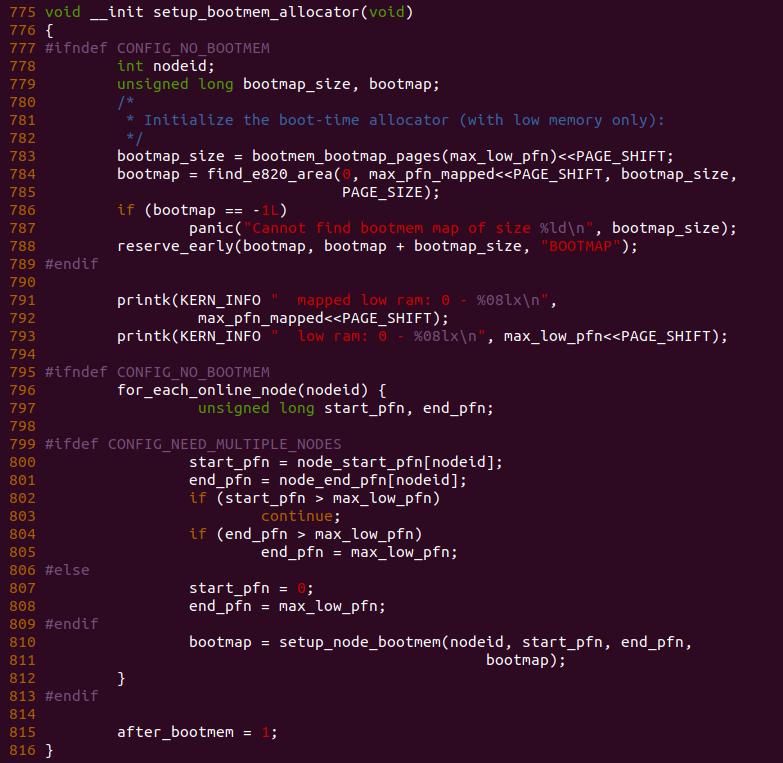 775 void __init setup_bootmem_allocator(void)
776 {
777 #ifndef CONFIG_NO_BOOTMEM
778         int nodeid;
779         unsigned long bootmap_size, bootmap;
780         /*
781          * Initialize the boot-time allocator (with low memory only):
782          */
783         bootmap_size = bootmem_bootmap_pages(max_low_pfn)<<PAGE_SHIFT;
784         bootmap = find_e820_area(0, max_pfn_mapped<<PAGE_SHIFT, bootmap_size,
785                                  PAGE_SIZE);
786         if (bootmap == -1L)
787                 panic("Cannot find bootmem map of size %ld\n", bootmap_size);
788         reserve_early(bootmap, bootmap + bootmap_size, "BOOTMAP");
789 #endif
790
791         printk(KERN_INFO "  mapped low ram: 0 - %08lx\n",
792                  max_pfn_mapped<<PAGE_SHIFT);
793         printk(KERN_INFO "  low ram: 0 - %08lx\n", max_low_pfn<<PAGE_SHIFT);
794
795 #ifndef CONFIG_NO_BOOTMEM
796         for_each_online_node(nodeid) {
797                  unsigned long start_pfn, end_pfn;
798
799 #ifdef CONFIG_NEED_MULTIPLE_NODES
800                 start_pfn = node_start_pfn[nodeid];
801                 end_pfn = node_end_pfn[nodeid];
802                 if (start_pfn > max_low_pfn)
803                         continue;
804                 if (end_pfn > max_low_pfn)
805                         end_pfn = max_low_pfn;
806 #else
807                 start_pfn = 0;
808                 end_pfn = max_low_pfn;
809 #endif
810                 bootmap = setup_node_bootmem(nodeid, start_pfn, end_pfn,
811                                                  bootmap);
812         }
813 #endif
814
815         after_bootmem = 1;
816 }